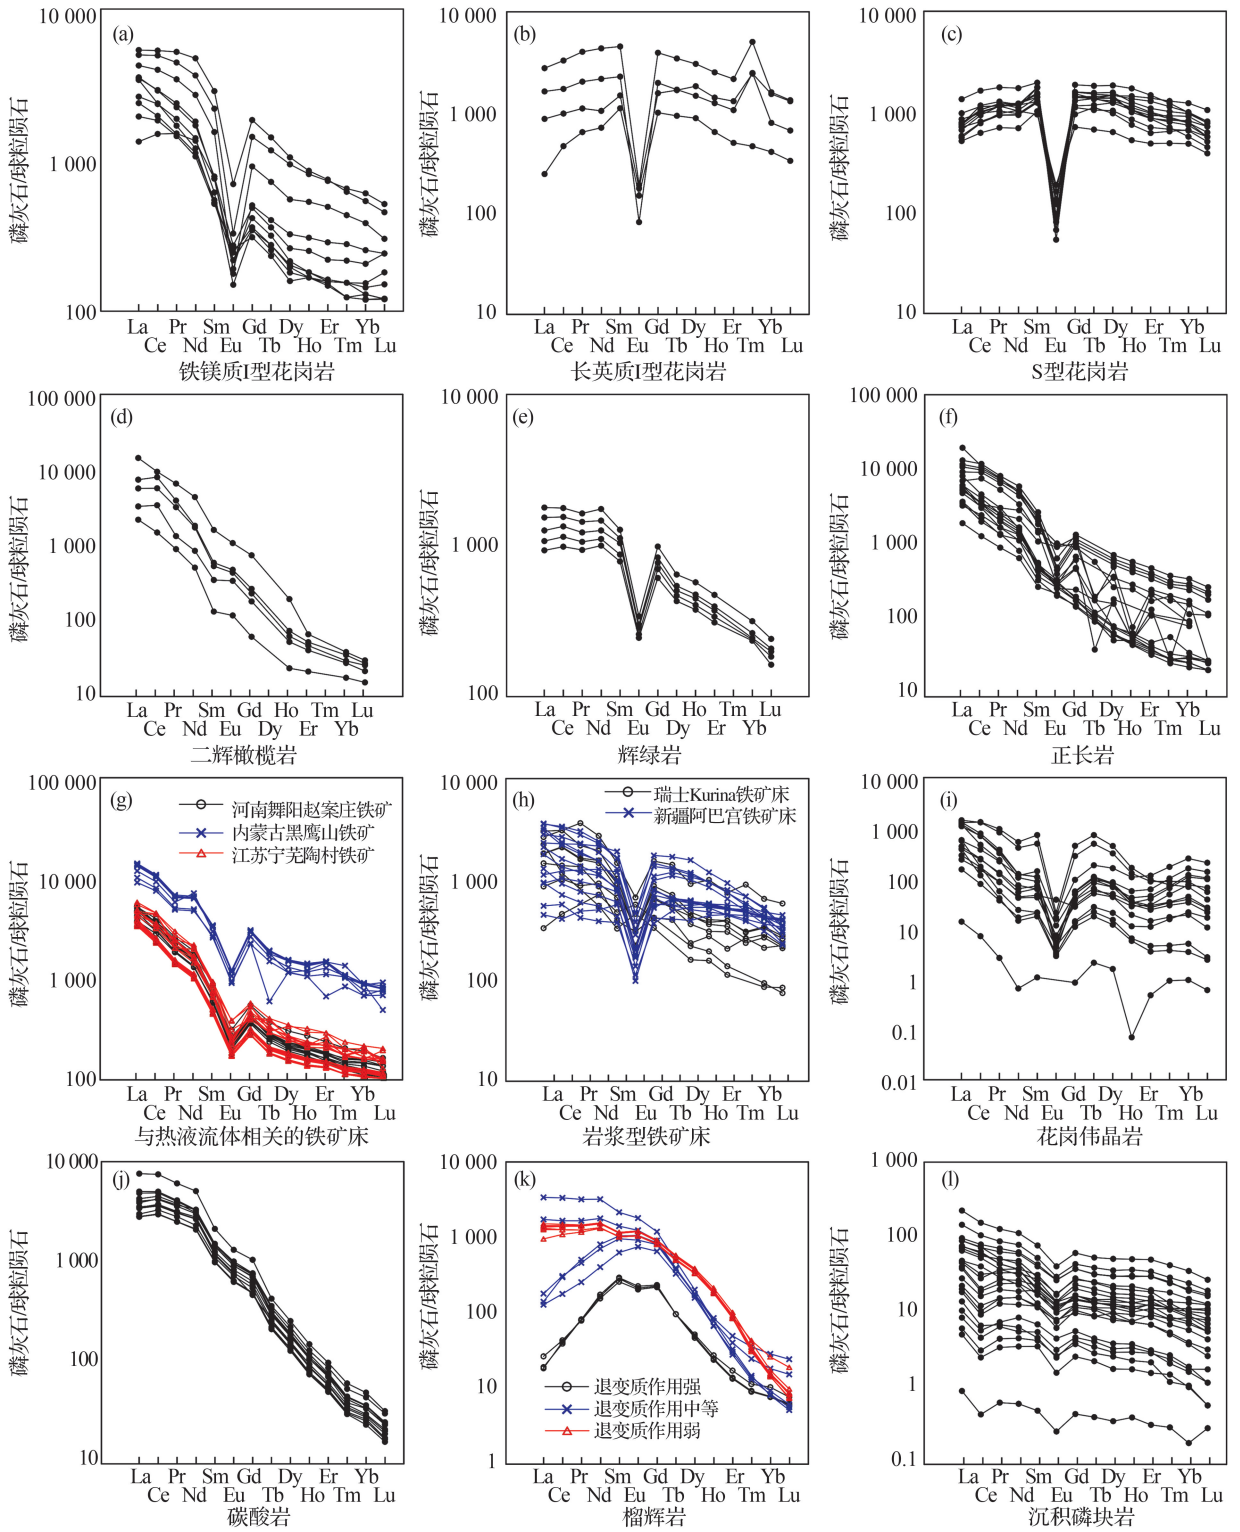 (a)
10 000
1 000
100
磷灰石/球粒陨石
La Pr Sm Gd Dy Er Yb
Ce Nd Eu Tb Ho Tm Lu
铁镁质I型花岗岩
(b)
10 000
1 000
100
10
磷灰石/球粒陨石
La Pr Sm Gd Dy Er Yb
Ce Nd Eu Tb Ho Tm Lu
长英质I型花岗岩
(c)
10 000
1 000
100
10
磷灰石/球粒陨石
La Pr Sm Gd Dy Er Yb
Ce Nd Eu Tb Ho Tm Lu
S型花岗岩
(d)
100 000
10 000
1 000
100
10
磷灰石/球粒陨石
La Pr Sm Gd Ho Tm Lu
Ce Nd Eu Dy Er Yb
二辉橄榄岩
(e)
10 000
1 000
100
磷灰石/球粒陨石
La Pr Sm Gd Ho Tm Lu
Ce Nd Eu Dy Er Yb
辉绿岩
(f)
100 000
10 000
1 000
100
10
磷灰石/球粒陨石
La Pr Sm Gd Dy Er Yb
Ce Nd Eu Tb Ho Tm Lu
正长岩
(g)
100 000
10 000
1 000
100
磷灰石/球粒陨石
河南舞阳赵案庄铁矿
内蒙古黑鹰山铁矿
江苏宁芜陶村铁矿
La Pr Sm Gd Dy Er Yb
Ce Nd Eu Tb Ho Tm Lu
与热液流体相关的铁矿床
(h)
10 000
1 000
100
10
磷灰石/球粒陨石
瑞士Kurina铁矿床
新疆阿巴宫铁矿床
La Pr Sm Gd Dy Er Yb
Ce Nd Eu Tb Ho Tm Lu
岩浆型铁矿床
(i)
10 000
1 000
100
10
1
0.1
0.01
磷灰石/球粒陨石
La Pr Sm Gd Dy Er Yb
Ce Nd Eu Tb Ho Tm Lu
花岗伟晶岩
(j)
10 000
1 000
100
10
磷灰石/球粒陨石
La Pr Sm Gd Dy Er Yb
Ce Nd Eu Tb Ho Tm Lu
碳酸岩
(k)
10 000
1 000
100
10
1
磷灰石/球粒陨石
退变质作用强
退变质作用中等
退变质作用弱
La Pr Sm Gd Dy Er Yb
Ce Nd Eu Tb Ho Tm Lu
榴辉岩
(l)
1 000
100
10
1
0.1
磷灰石/球粒陨石
La Pr Sm Gd Dy Er Yb
Ce Nd Eu Tb Ho Tm Lu
沉积磷块岩